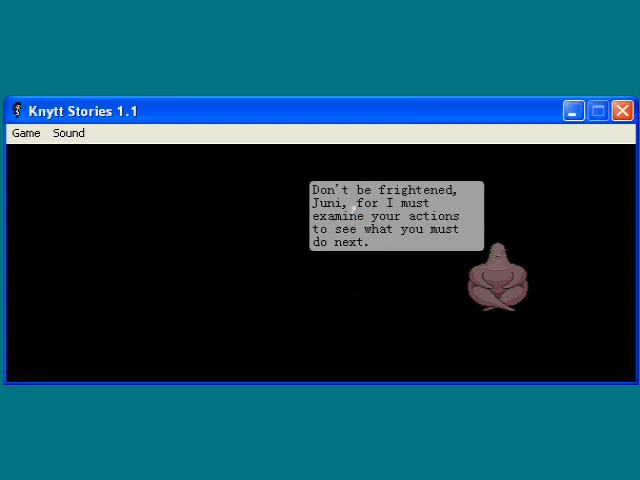 Knytt Stories 1.1
Game Sound
Don't be frightened,
Juni, for I must
examine your actions
to see what you must
do next.